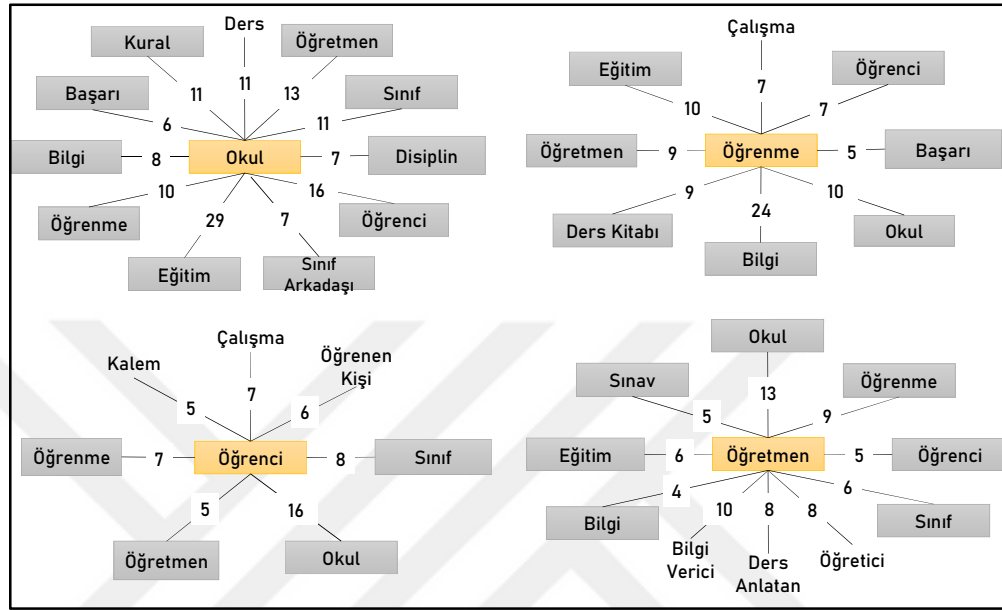 Ders
Kural
Öğretmen
11
11
13
Başarı
Sınıf
6
11
Bilgi
8
Okul
7
Disiplin
10
16
Öğrenme
Öğrenci
29
7
Eğitim
Sınıf
Arkadaşı
Çalışma
Eğitim
Öğrenci
7
10
7
Öğretmen
9
Öğrenme
5
Başarı
9
10
24
Ders Kitabı
Okul
Bilgi
Çalışma
Kalem
Öğrenen
Kişi
7
5
6
Öğrenme
7
Öğrenci
8
Sınıf
5
16
Öğretmen
Okul
Okul
Sınav
Öğrenme
13
5
9
Eğitim
6
Öğretmen
5
Öğrenci
4
6
10
8
8
Bilgi
Sınıf
Bilgi
Verici
Ders
Anlatan
Öğretici